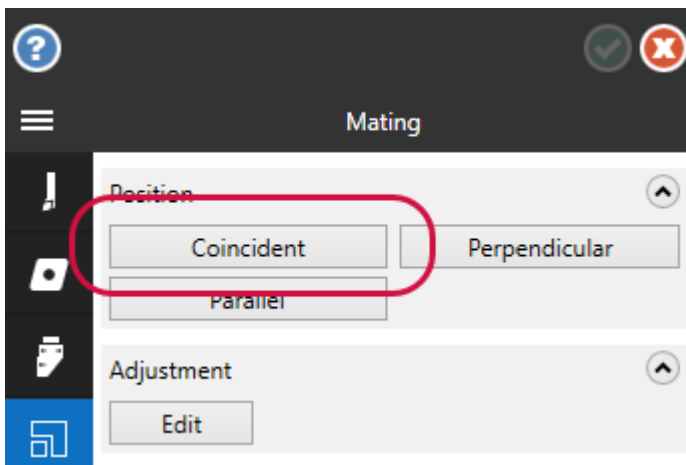 ?
Mating
Position
Coincident Perpendicular
Parallel
Adjustment
Edit